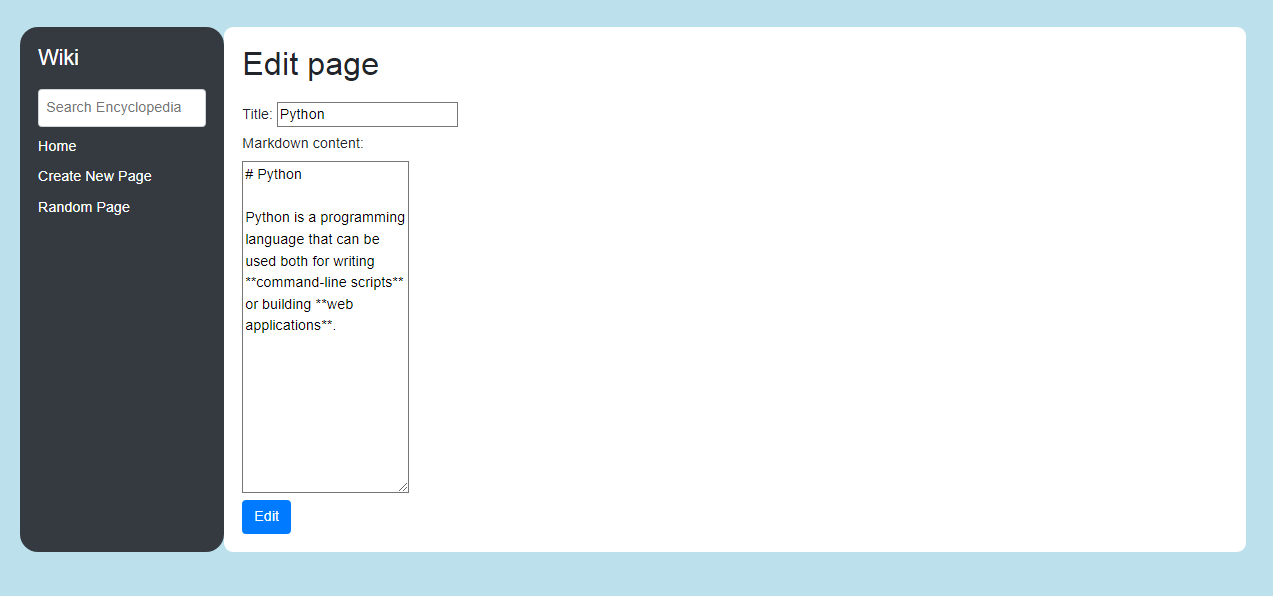 Wiki
Search Encyclopedia
Home
Create New Page
Random Page
Edit page
Title: Python
Markdown content:
# Python
Python is a programming
language that can be
used both for writing
**command-line scripts**
or building **web
applications**.
Edit